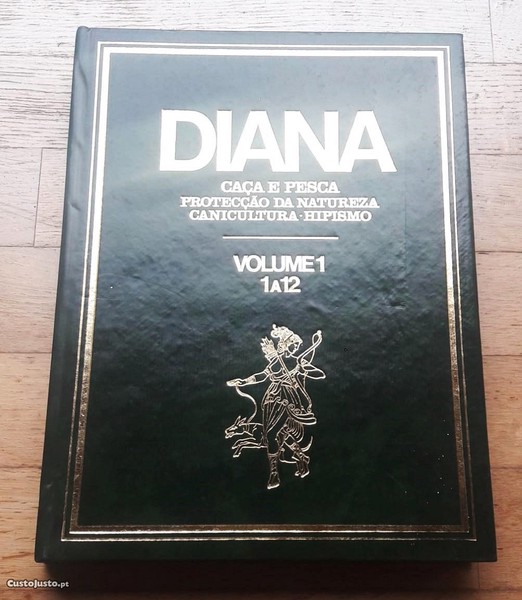 DIANA
CAÇA E PESCA
PROTECÇÃO DA NATUREZA
CANICULTURA·HIPISMO
VOLUME 1
1 A 12
CustoJusto.pt